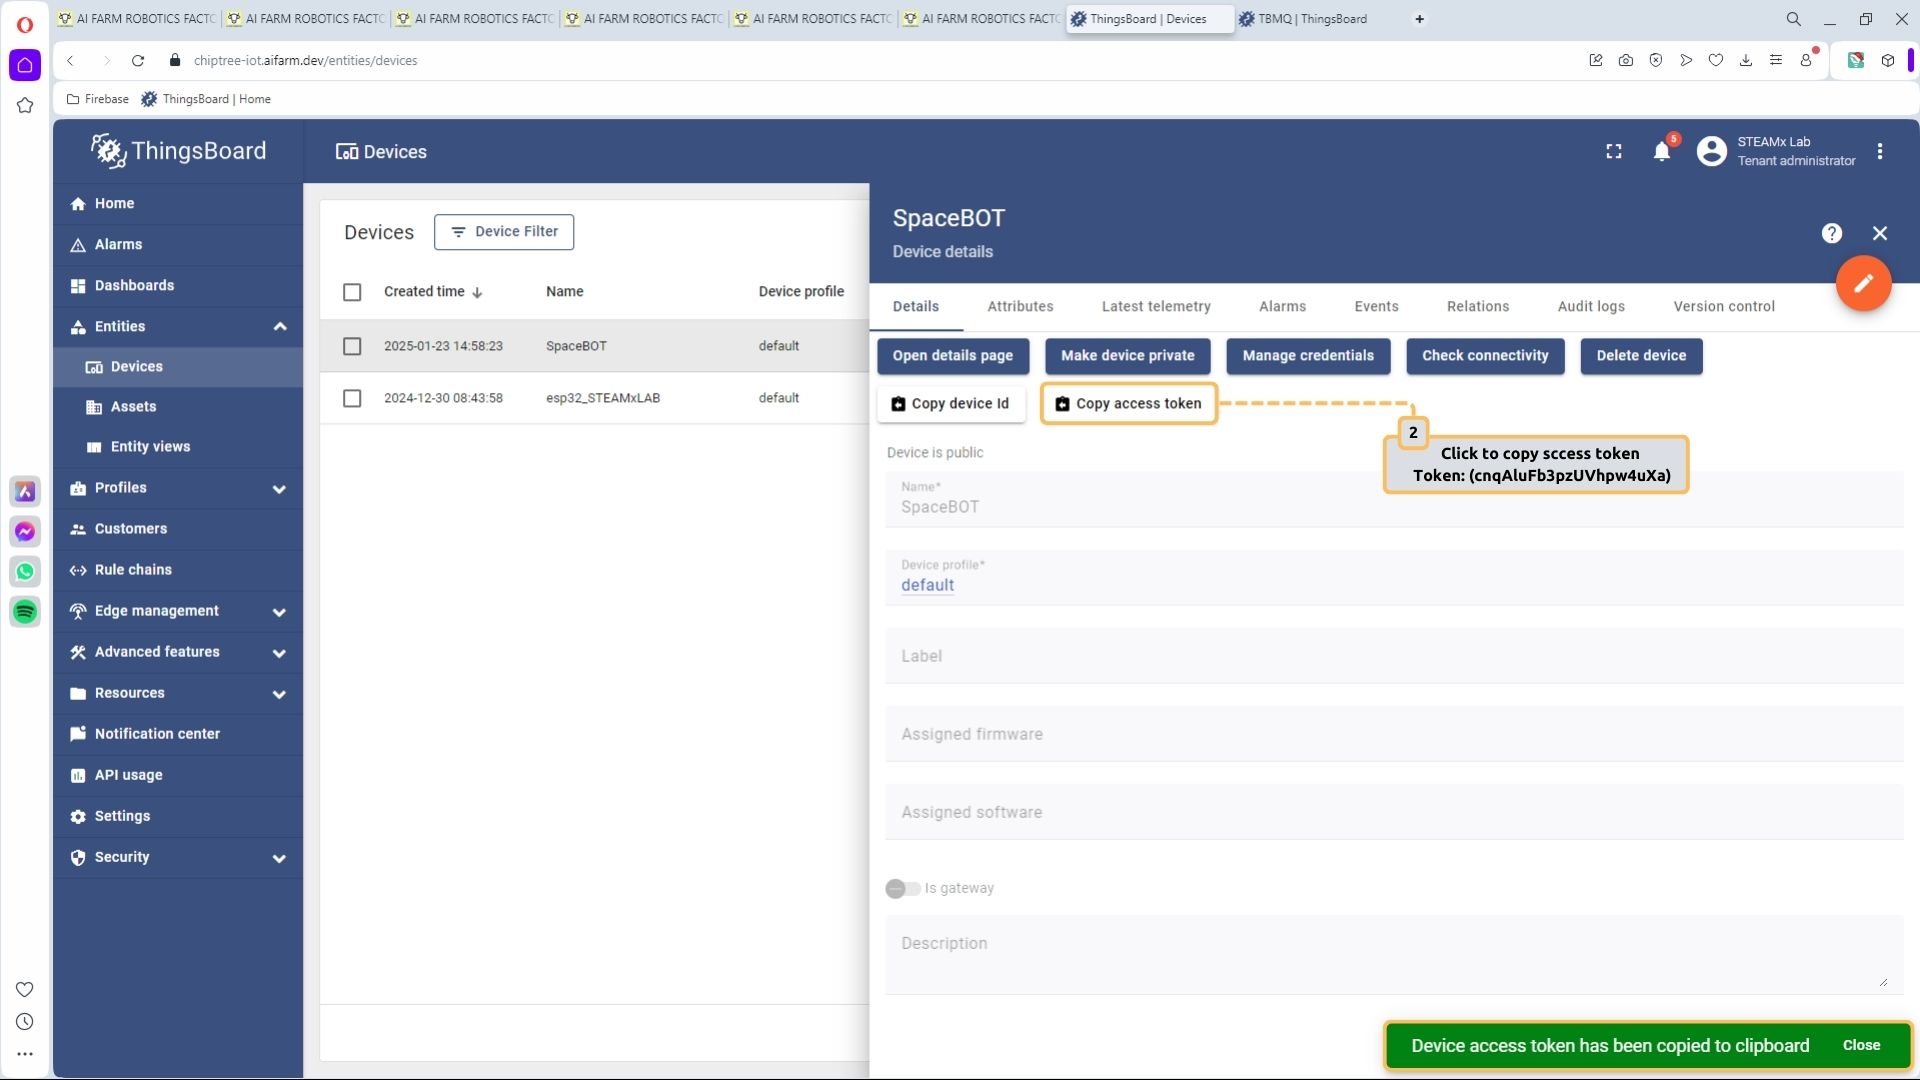 AI FARM ROBOTICS FACTO
AI FARM ROBOTICS FACTO
AI FARM ROBOTICS FACTO
AI FARM ROBOTICS FACTO
AI FARM ROBOTICS FACTO
AI FARM ROBOTICS FACTO
ThingsBoard | Devices
TBMQ | ThingsBoard
chiptree-iot.aifarm.dev/entities/devices
Firebase
ThingsBoard | Home
ThingsBoard
Devices
5
STEAMx Lab
Tenant administrator
Home
Alarms
Dashboards
Entities
Devices
Assets
Entity views
Profiles
Customers
Rule chains
Edge management
Advanced features
Resources
Notification center
API usage
Settings
Security
Devices
Device Filter
Created time
Name
Device profile
2025-01-23 14:58:23
SpaceBOT
default
2024-12-30 08:43:58
esp32_STEAMxLAB
default
SpaceBOT
Device details
Details
Attributes
Latest telemetry
Alarms
Events
Relations
Audit logs
Version control
Open details page
Make device private
Manage credentials
Check connectivity
Delete device
Copy device Id
Copy access token
2
Click to copy sccess token
Token: (cnqAluFb3pzUVhpw4uXa)
Device is public
Name*
SpaceBOT
Device profile*
default
Label
Assigned firmware
Assigned software
Is gateway
Description
Device access token has been copied to clipboard
Close